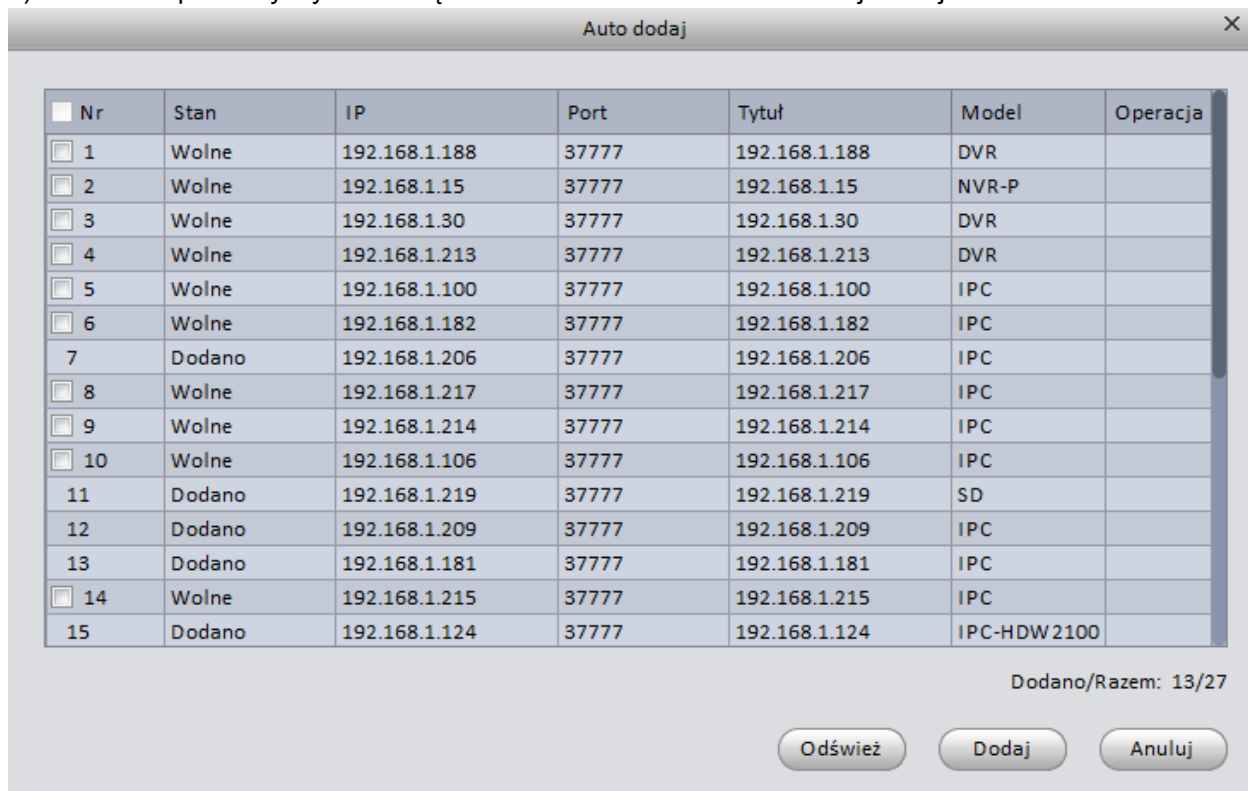 Auto dodaj
Nr Stan IP Port Tytuł Model Operacja
1 Wolne 192.168.1.188 37777 192.168.1.188 DVR
2 Wolne 192.168.1.15 37777 192.168.1.15 NVR-P
3 Wolne 192.168.1.30 37777 192.168.1.30 DVR
4 Wolne 192.168.1.213 37777 192.168.1.213 DVR
5 Wolne 192.168.1.100 37777 192.168.1.100 IPC
6 Wolne 192.168.1.182 37777 192.168.1.182 IPC
7 Dodano 192.168.1.206 37777 192.168.1.206 IPC
8 Wolne 192.168.1.217 37777 192.168.1.217 IPC
9 Wolne 192.168.1.214 37777 192.168.1.214 IPC
10 Wolne 192.168.1.106 37777 192.168.1.106 IPC
11 Dodano 192.168.1.219 37777 192.168.1.219 SD
12 Dodano 192.168.1.209 37777 192.168.1.209 IPC
13 Dodano 192.168.1.181 37777 192.168.1.181 IPC
14 Wolne 192.168.1.215 37777 192.168.1.215 IPC
15 Dodano 192.168.1.124 37777 192.168.1.124 IPC-HDW2100
Dodano/Razem: 13/27
Odśwież Dodaj Anuluj